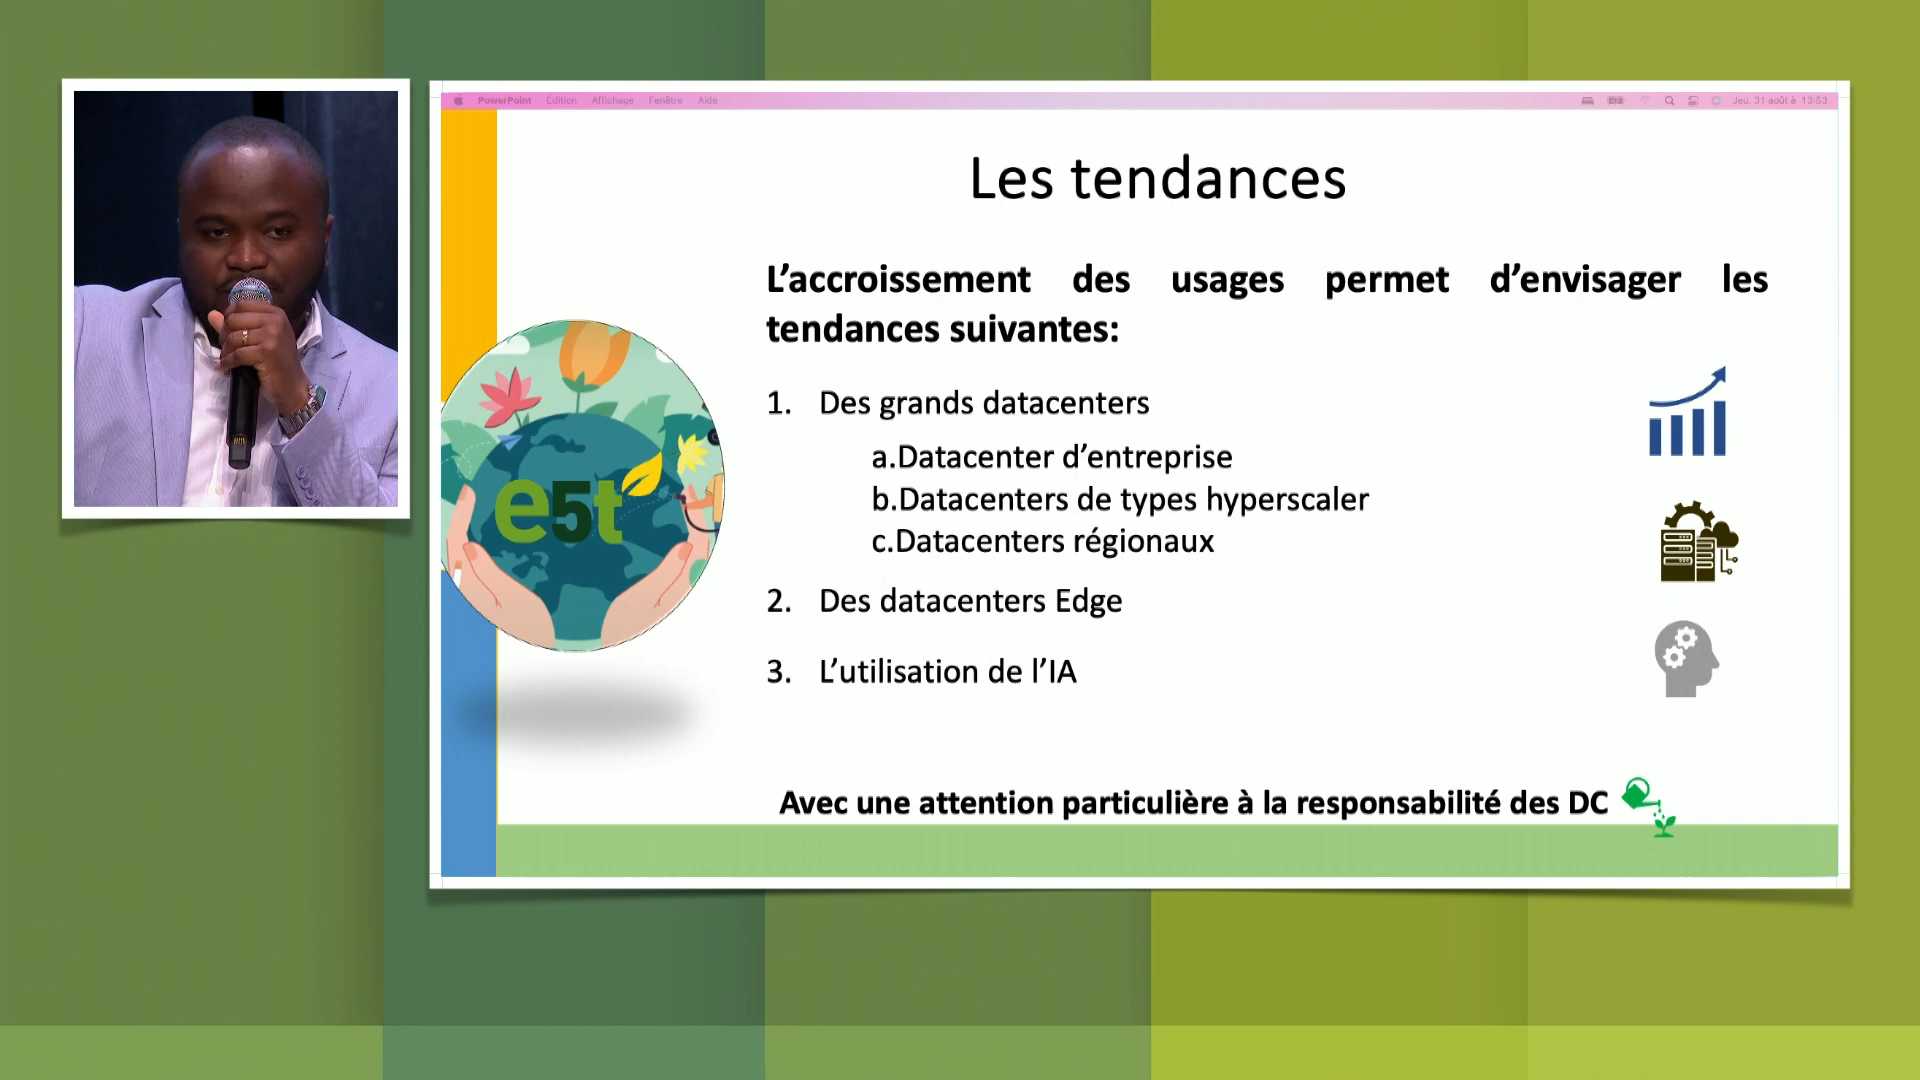 PowerPoint Édition Affichage Fenêtre Aide
Jeu. 31 août à 13:53
Les tendances
L’accroissement des usages permet d’envisager les
tendances suivantes:
1. Des grands datacenters
a.Datacenter d’entreprise
b.Datacenters de types hyperscaler
c.Datacenters régionaux
2. Des datacenters Edge
3. L’utilisation de l’IA
e5t
Avec une attention particulière à la responsabilité des DC